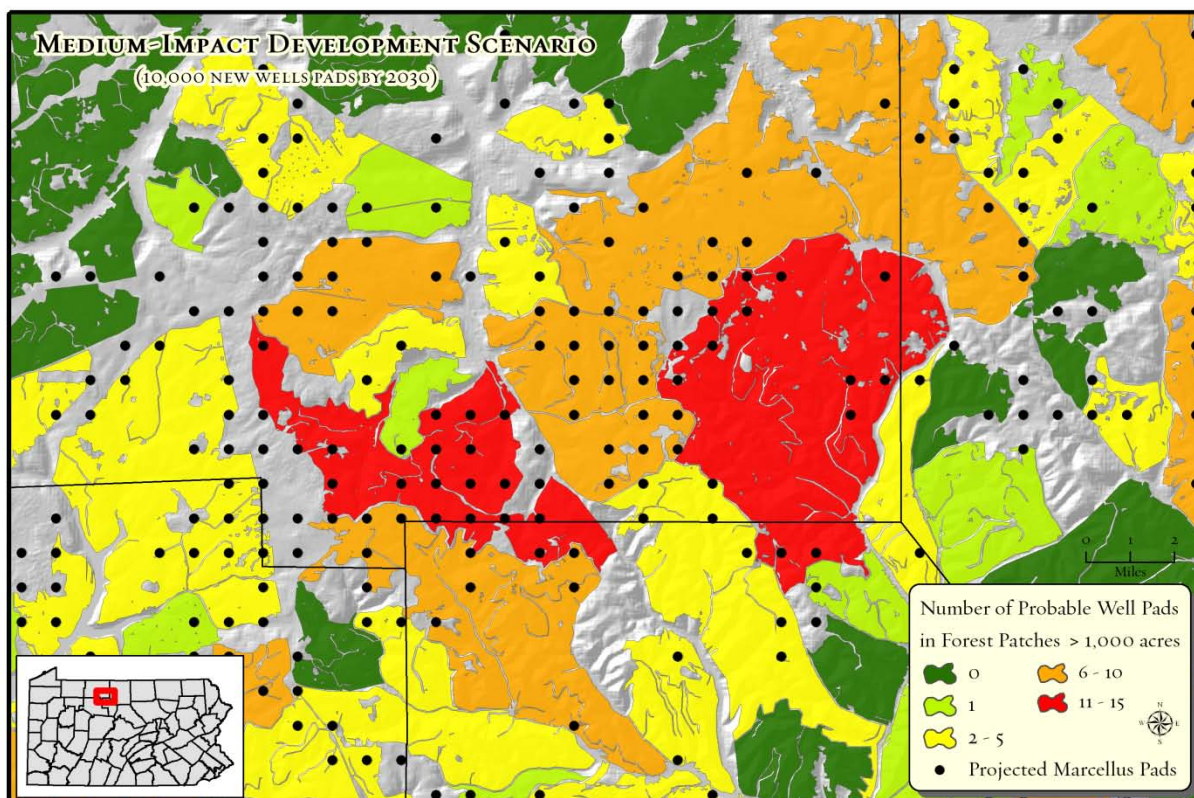 Medium-Impact Development Scenario
(10,000 new wells pads by 2030)
0 1 2
Miles
Number of Probable Well Pads
in Forest Patches > 1,000 acres
0
6 - 10
1
11 - 15
2 - 5
Projected Marcellus Pads
N
W E
S